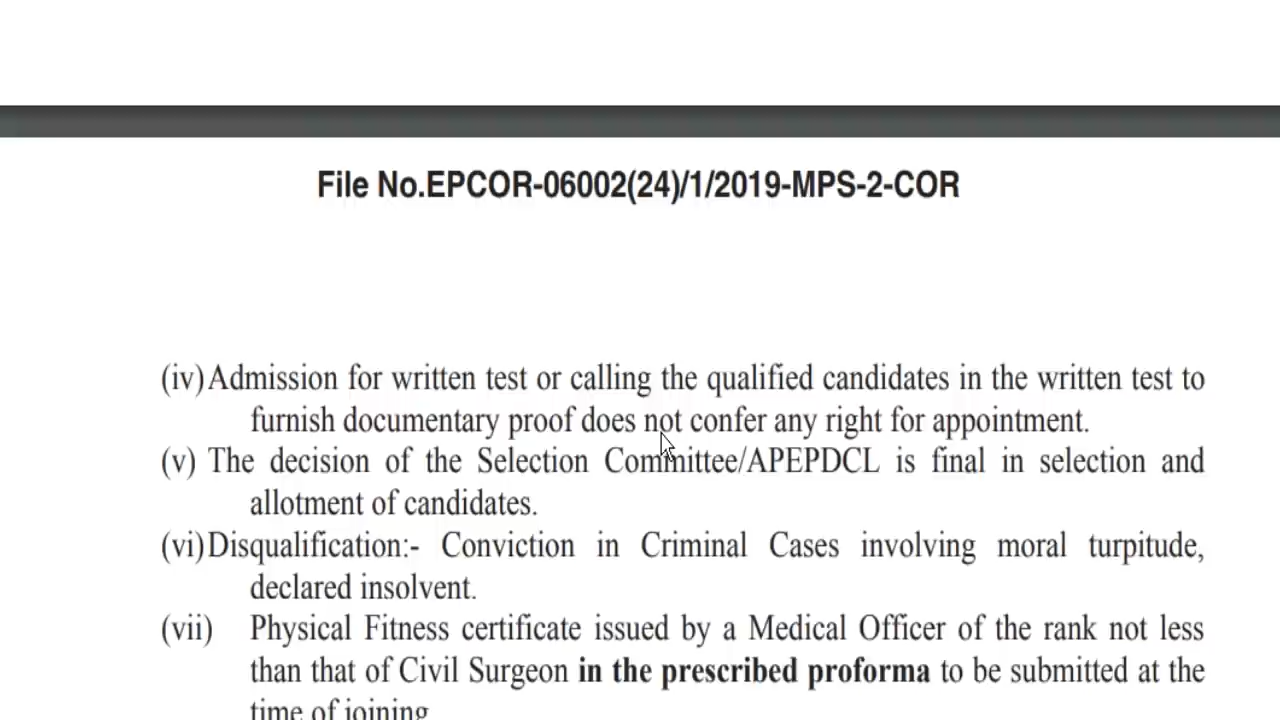 File No.EPCOR-06002(24)/1/2019-MPS-2-COR
(iv) Admission for written test or calling the qualified candidates in the written test to
furnish documentary proof does not confer any right for appointment.
(v) The decision of the Selection Committee/APEPDCL is final in selection and
allotment of candidates.
(vi) Disqualification:- Conviction in Criminal Cases involving moral turpitude,
declared insolvent.
(vii) Physical Fitness certificate issued by a Medical Officer of the rank not less
than that of Civil Surgeon in the prescribed proforma to be submitted at the
time of joining